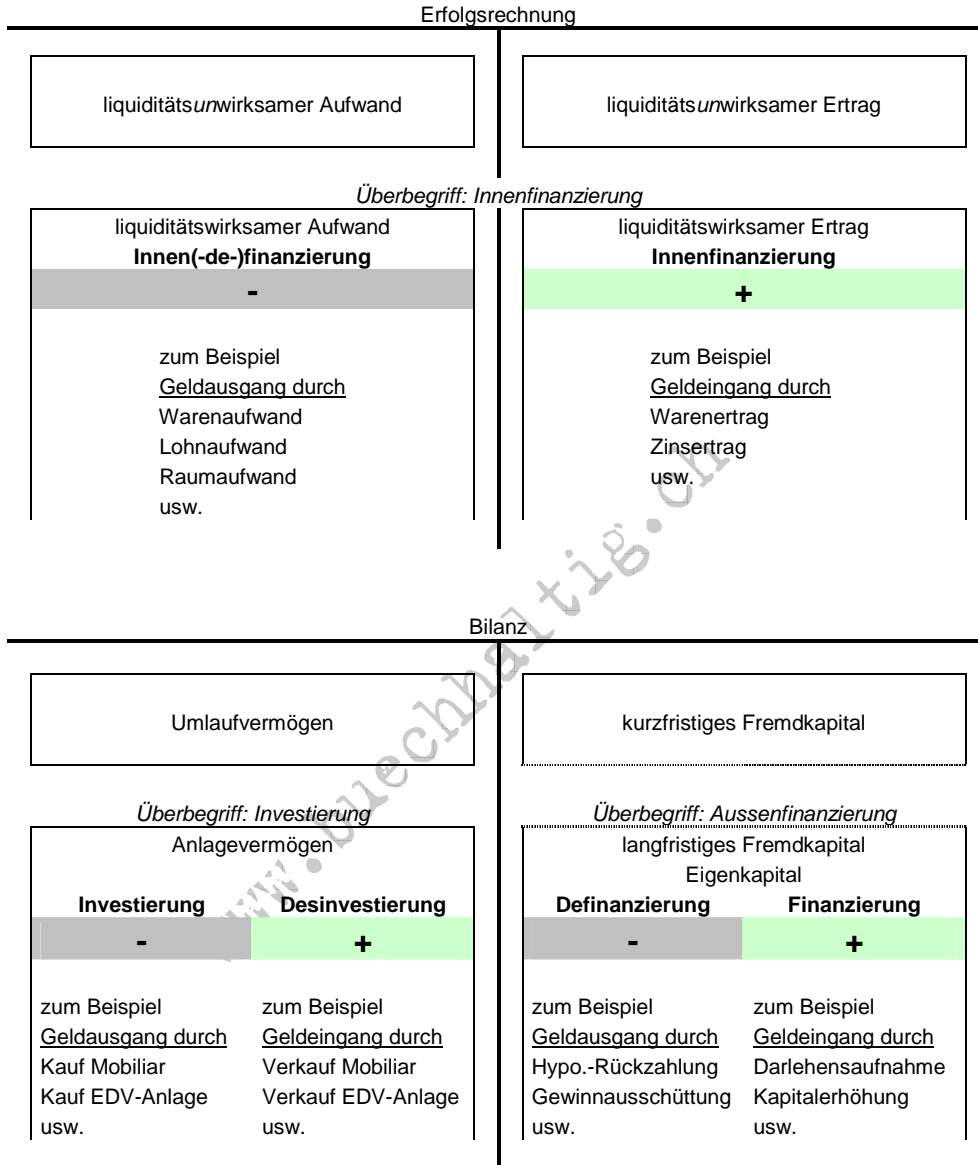 Erfolgsrechnung
liquiditätsunwirksamer Aufwand
liquiditätsunwirksamer Ertrag
Überbegriff: Innenfinanzierung
liquiditätswirksamer Aufwand
Innen(-de-)finanzierung
-
zum Beispiel
Geldausgang durch
Warenaufwand
Lohnaufwand
Raumaufwand
usw.
liquiditätswirksamer Ertrag
Innenfinanzierung
+
zum Beispiel
Geldeingang durch
Warenertrag
Zinsertrag
usw.
Bilanz
Umlaufvermögen
kurzfristiges Fremdkapital
Überbegriff: Investierung
Anlagevermögen
Investierung
-
zum Beispiel
Geldausgang durch
Kauf Mobiliar
Kauf EDV-Anlage
usw.
Desinvestierung
+
zum Beispiel
Geldeingang durch
Verkauf Mobiliar
Verkauf EDV-Anlage
usw.
Überbegriff: Aussenfinanzierung
langfristiges Fremdkapital
Eigenkapital
Definanzierung
-
zum Beispiel
Geldausgang durch
Hypo.-Rückzahlung
Gewinnausschüttung
usw.
Finanzierung
+
zum Beispiel
Geldeingang durch
Darlehensaufnahme
Kapitalerhöhung
usw.
www.buechhaltig.ch